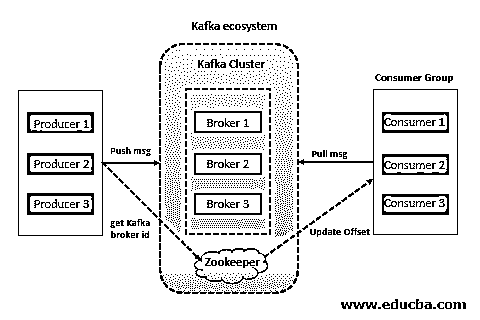 Kafka ecosystem
Kafka Cluster
Consumer Group
Producer 1
Producer 2
Producer 3
Push msg
get Kafka
broker id
Broker 1
Broker 2
Broker 3
Zookeeper
Pull msg
Update Offset
Consumer 1
Consumer 2
Consumer 3
www.educba.com